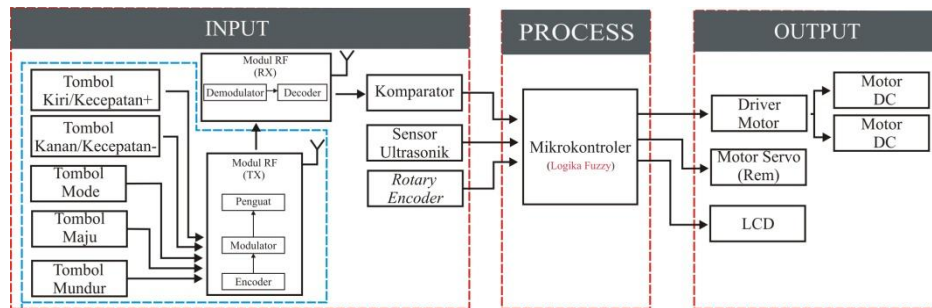 INPUT
Tombol
Kiri/Kecepatan+
Tombol
Kanan/Kecepatan-
Tombol
Mode
Tombol
Maju
Tombol
Mundur
Modul RF
(RX)
Demodulator
Decoder
Modul RF
(TX)
Penguat
Modulator
Encoder
Komparator
Sensor
Ultrasonik
Rotary
Encoder
PROCESS
Mikrokontroler
(Logika Fuzzy)
OUTPUT
Driver
Motor
Motor
DC
Motor
DC
Motor Servo
(Rem)
LCD